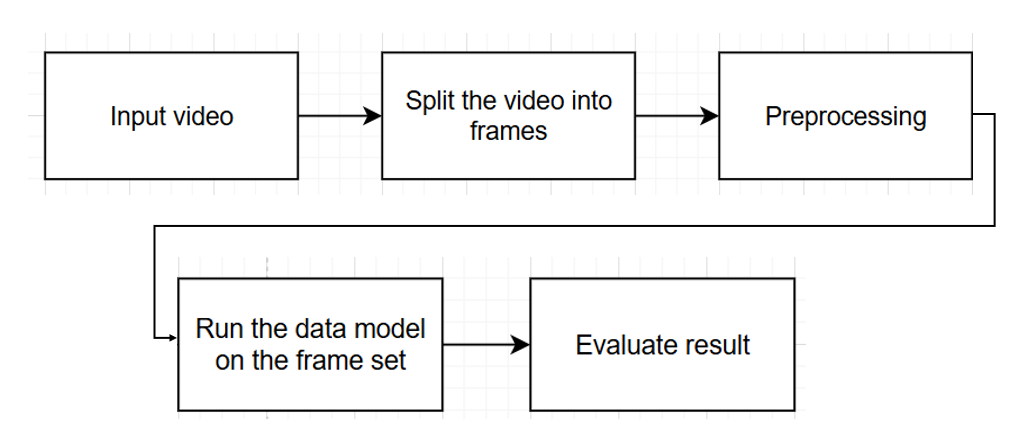 Input video
Split the video into
frames
Preprocessing
Run the data model
on the frame set
Evaluate result